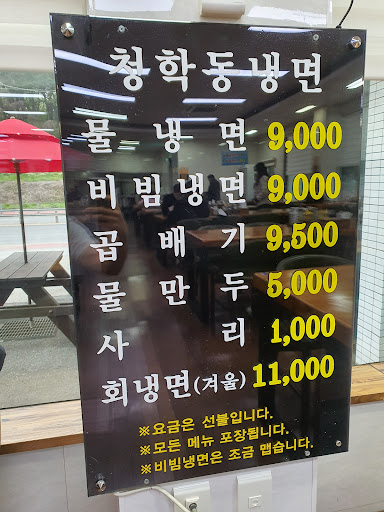 청학동냉면
물냉면 9,000
비빔냉면 9,000
곱배기 9,500
물만두 5,000
사리 1,000
회냉면(겨울) 11,000
※요금은 선불입니다.
※모든 메뉴 포장됩니다.
※비빔냉면은 조금 맵습니다.